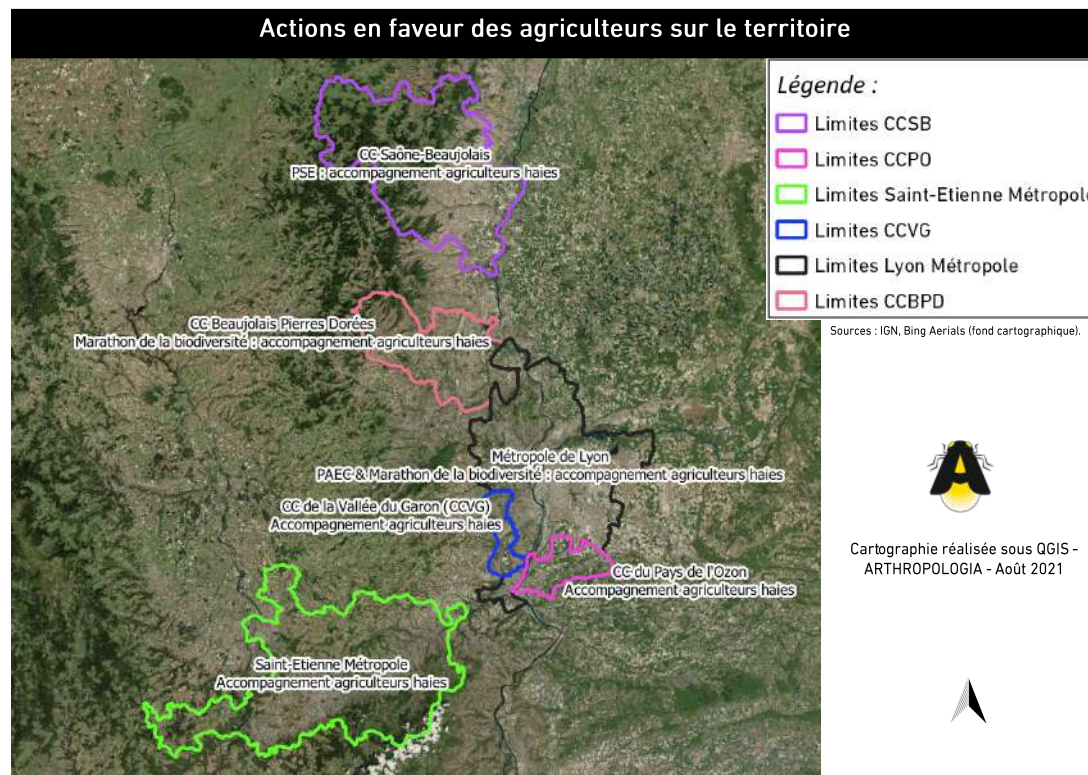 Actions en faveur des agriculteurs sur le territoire
Légende :
Limites CCSB
Limites CCPO
Limites Saint-Etienne Métropole
Limites CCVG
Limites Lyon Métropole
Limites CCBPD
Sources : IGN, Bing Aerials (fond cartographique).
CC Saône-Beaujolais
PSE : accompagnement agriculteurs haies
CC Beaujolais Pierres Dorées
Marathon de la biodiversité : accompagnement agriculteurs haies
Métropole de Lyon
PAEC & Marathon de la biodiversité : accompagnement agriculteurs haies
CC de la Vallée du Garon (CCVG)
Accompagnement agriculteurs haies
CC du Pays de l'Ozon
Accompagnement agriculteurs haies
Saint-Etienne Métropole
Accompagnement agriculteurs haies
Cartographie réalisée sous QGIS -
ARTHROPOLOGIA - Août 2021